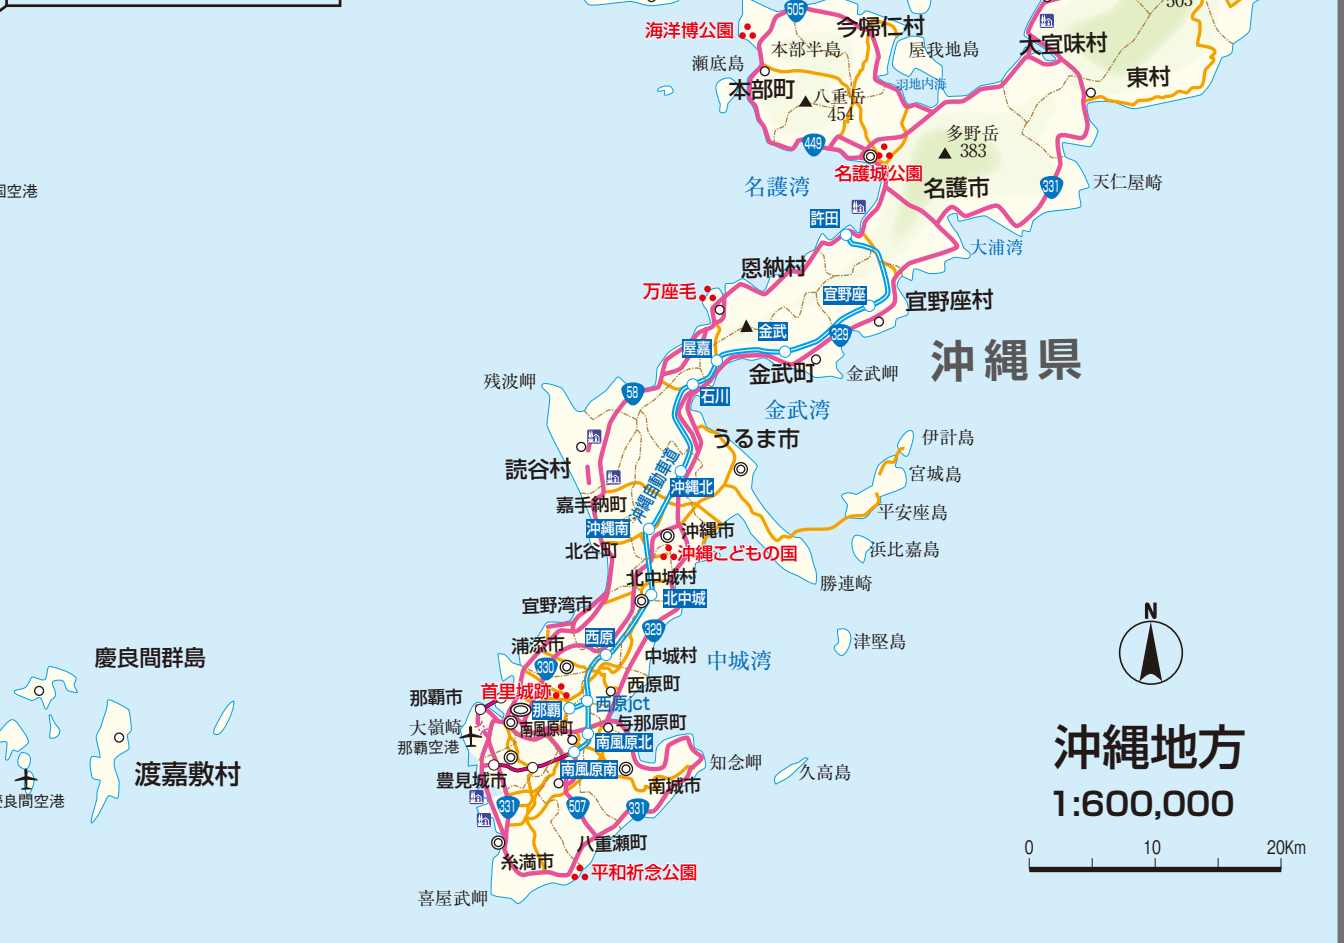 503
505
海洋博公園
今帰仁村
大宜味村
本部半島
屋我地島
瀬底島
東村
本部町
八重岳
454
羽地内海
多野岳
383
449
名護城公園
名護湾
名護市
331
天仁屋崎
国空港
許田
大浦湾
恩納村
万座毛
宜野座
宜野座村
金武
329
屋嘉
沖縄県
金武町
金武岬
残波岬
58
石川
金武湾
うるま市
伊計島
読谷村
宮城島
沖縄自動車道
沖縄北
嘉手納町
平安座島
沖縄南
沖縄市
北谷町
沖縄こどもの国
浜比嘉島
北中城村
勝連崎
宜野湾市
北中城
N
329
西原
浦添市
津堅島
中城村
中城湾
慶良間群島
330
西原町
首里城跡
那覇市
那覇
西原jct
与那原町
大嶺崎
南風原町
那覇空港
南風原北
沖縄地方
知念岬
南風原南
久高島
渡嘉敷村
豊見城市
南城市
良間空港
1:600,000
331
507
331
八重瀬町
0 10 20Km
糸満市
平和祈念公園
喜屋武岬